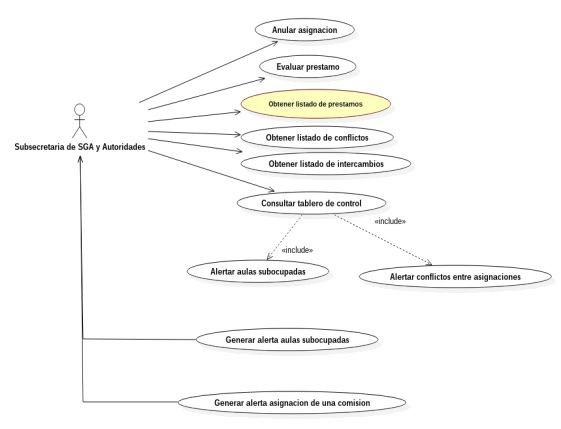 Anular asignacion
Evaluar prestamo
Obtener listado de prestamos
Obtener listado de conflictos
Subsecretaria de SGA y Autoridades
Obtener listado de intercambios
Consultar tablero de control
«include»
«include»
Alertar aulas subocupadas
Alertar conflictos entre asignaciones
Generar alerta aulas subocupadas
Generar alerta asignacion de una comision